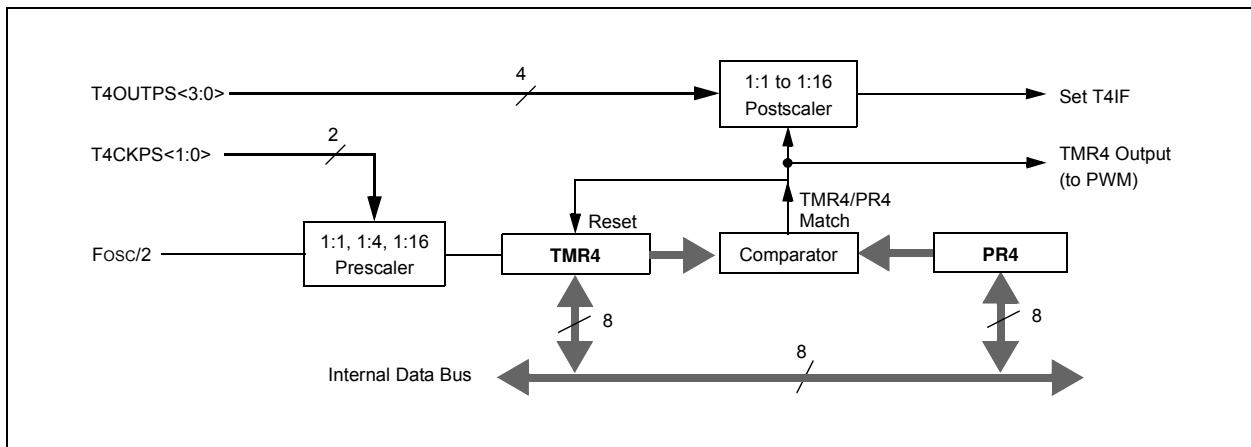 4
1:1 to 1:16
Postscaler
T4OUTPS<3:0>
Set T4IF
2
T4CKPS<1:0>
TMR4 Output
(to PWM)
TMR4/PR4
Match
Reset
1:1, 1:4, 1:16
Prescaler
FOSC/2
TMR4
Comparator
PR4
8
8
8
Internal Data Bus